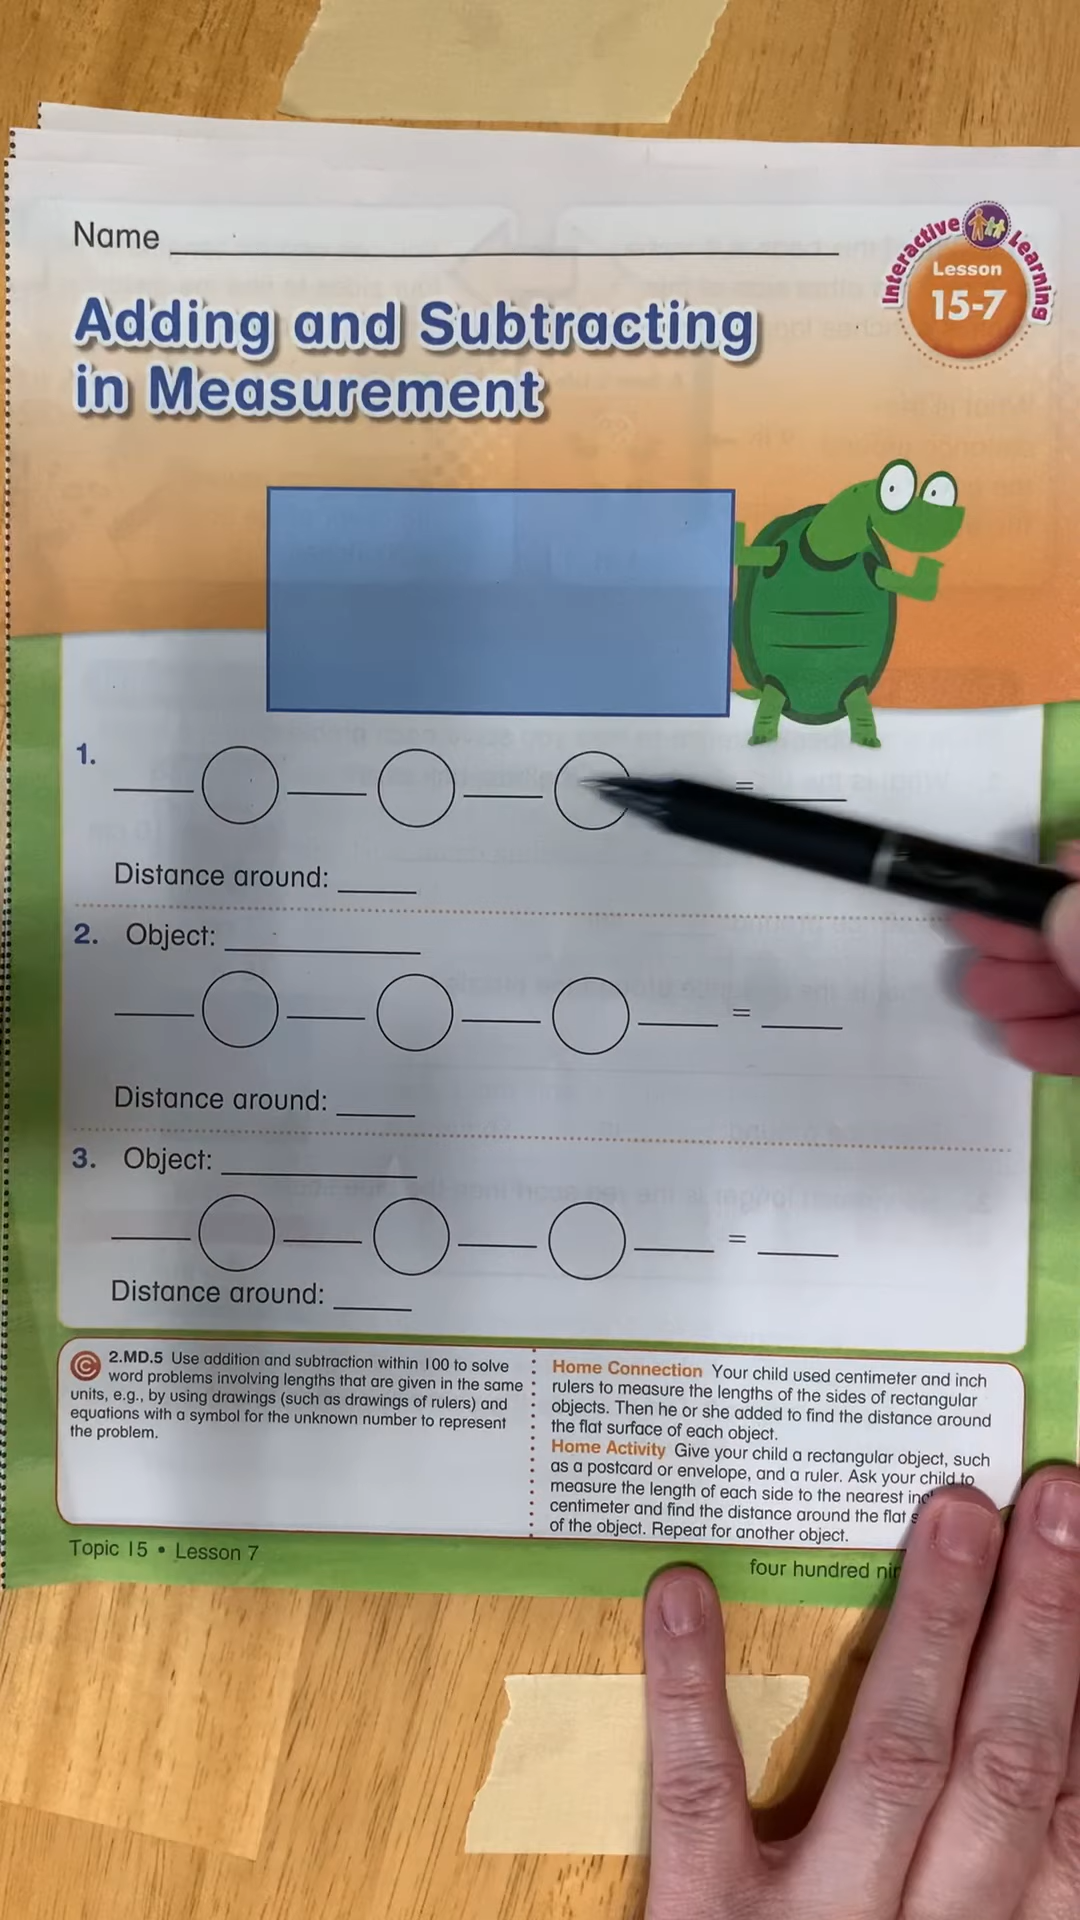 Name
Interactive Learning
Lesson
15-7
Adding and Subtracting
in Measurement
1.
=
Distance around:
2. Object:
=
Distance around:
3. Object:
=
Distance around:
C 2.MD.5 Use addition and subtraction within 100 to solve
word problems involving lengths that are given in the same
units, e.g., by using drawings (such as drawings of rulers) and
equations with a symbol for the unknown number to represent
the problem.
Home Connection Your child used centimeter and inch
rulers to measure the lengths of the sides of rectangular
objects. Then he or she added to find the distance around
the flat surface of each object.
Home Activity Give your child a rectangular object, such
as a postcard or envelope, and a ruler. Ask your child to
measure the length of each side to the nearest
centimeter and find the distance around the flat
of the object. Repeat for another object.
Topic 15 • Lesson 7
four hundred